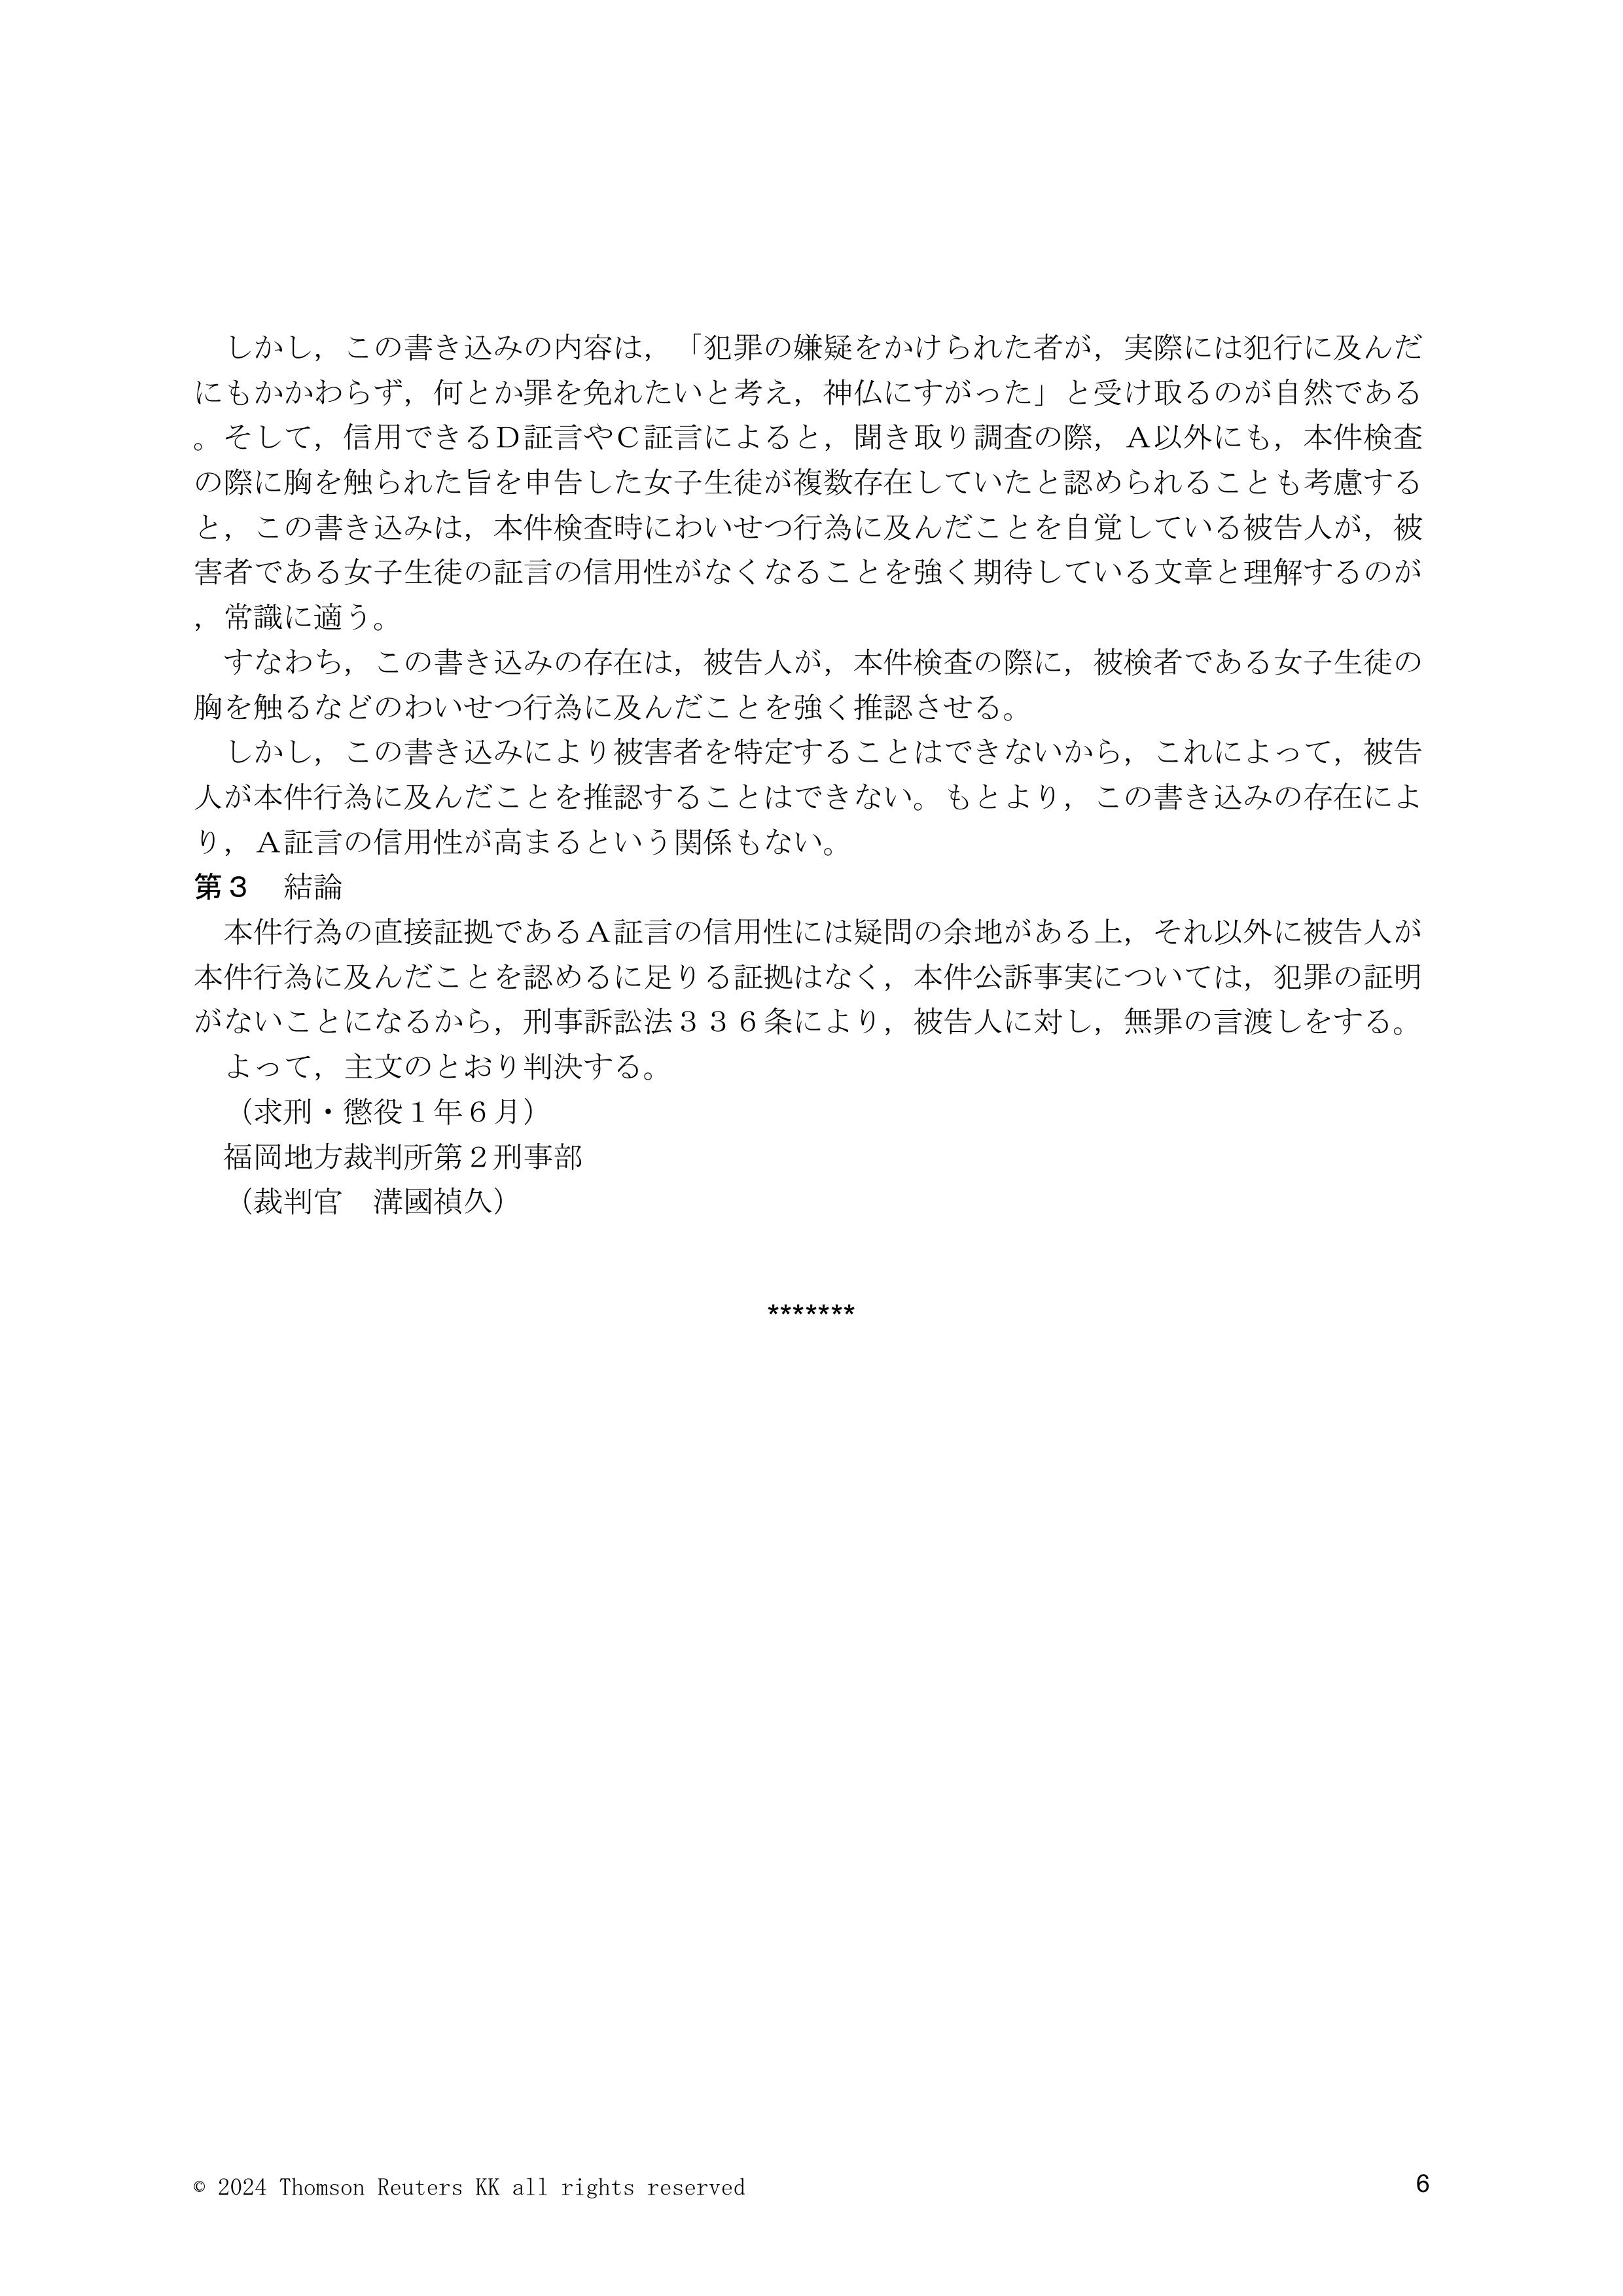 しかし，この書き込みの内容は，「犯罪の嫌疑をかけられた者が，実際には犯行に及んだ
にもかかわらず，何とか罪を免れたいと考え，神仏にすがった」と受け取るのが自然である
。そして，信用できるＤ証言やＣ証言によると，聞き取り調査の際，Ａ以外にも，本件検査
の際に胸を触られた旨を申告した女子生徒が複数存在していたと認められることも考慮する
と，この書き込みは，本件検査時にわいせつ行為に及んだことを自覚している被告人が，被
害者である女子生徒の証言の信用性がなくなることを強く期待している文章と理解するのが
，常識に適う。
　すなわち，この書き込みの存在は，被告人が，本件検査の際に，被検者である女子生徒の
胸を触るなどのわいせつ行為に及んだことを強く推認させる。
　しかし，この書き込みにより被害者を特定することはできないから，これによって，被告
人が本件行為に及んだことを推認することはできない。もとより，この書き込みの存在によ
り，Ａ証言の信用性が高まるという関係もない。
第３　結論
　本件行為の直接証拠であるＡ証言の信用性には疑問の余地がある上，それ以外に被告人が
本件行為に及んだことを認めるに足りる証拠はなく，本件公訴事実については，犯罪の証明
がないことになるから，刑事訴訟法３３６条により，被告人に対し，無罪の言渡しをする。
　よって，主文のとおり判決する。
　（求刑・懲役１年６月）
　福岡地方裁判所第２刑事部
　（裁判官　溝國禎久）
*******
© 2024 Thomson Reuters KK all rights reserved
6